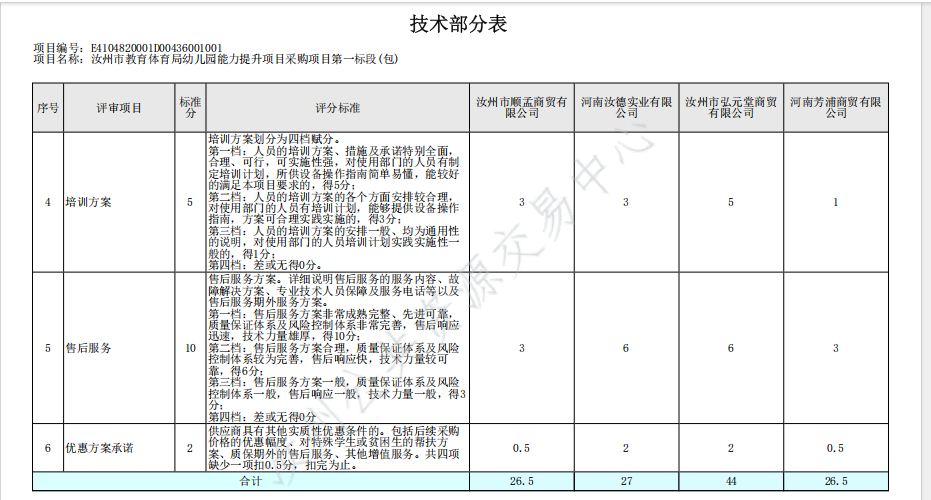 技术部分表
项目编号：E4104820001D00436001001
项目名称：汝州市教育体育局幼儿园能力提升项目采购项目第一标段(包)
序号 评审项目 标准分 评分标准 汝州市顺孟商贸有限公司 河南汝德实业有限公司 汝州市弘元堂商贸有限公司 河南芳浦商贸有限公司
4 培训方案 5
培训方案划分为四档赋分。
第一档：人员的培训方案、措施及承诺特别全面，
合理、可行，可实施性强，对使用部门的人员有制
定培训计划，所供设备操作指南简单易懂，能较好
的满足本项目要求的，得5分；
第二档：人员的培训方案的各个方面安排较合理，
对使用部门的人员有培训计划，能够提供设备操作
指南，方案可合理实践实施的，得3分；
第三档：人员的培训方案的安排一般、均为通用性
的说明，对使用部门的人员培训计划实践实施性一
般的，得1分；
第四档：差或无得0分。
3 3 5 1
5 售后服务 10
售后服务方案。详细说明售后服务的服务内容、故
障解决方案、专业技术人员保障及服务电话等以及
售后服务期外服务方案。
第一档：售后服务方案非常成熟完整、先进可靠，
质量保证体系及风险控制体系非常完善，售后响应
迅速，技术力量雄厚，得10分；
第二档：售后服务方案合理，质量保证体系及风险
控制体系较为完善，售后响应快，技术力量较可
靠，得6分；
第三档：售后服务方案一般，质量保证体系及风险
控制体系一般，售后响应一般，技术力量一般，得3
分；
第四档：差或无得0分
3 6 6 3
6 优惠方案承诺 2
供应商具有其他实质性优惠条件的。包括后续采购
价格的优惠幅度、对特殊学生或贫困生的帮扶方
案、质保期外的售后服务、其他增值服务。共四项
缺少一项扣0.5分，扣完为止。
0.5 2 2 0.5
合计 26.5 27 44 26.5
州公共资源交易中心